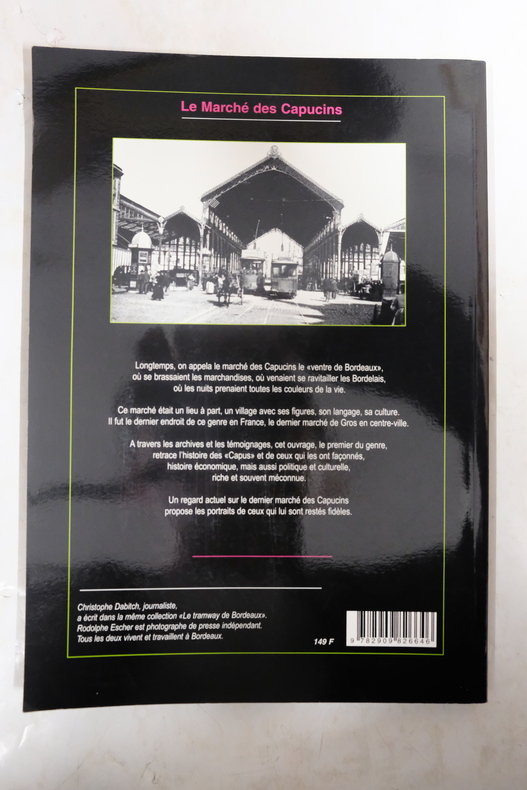 Le Marché des Capucins
Longtemps, on appela le marché des Capucins le «ventre de Bordeaux»,
où se brassaient les marchandises, où venaient se ravitailler les Bordelais,
où les nuits prenaient toutes les couleurs de la vie.
Ce marché était un lieu à part, un village avec ses figures, son langage, sa culture.
Il fut le dernier endroit de ce genre en France, le dernier marché de Gros en centre-ville.
A travers les archives et les témoignages, cet ouvrage, le premier du genre,
retrace l'histoire des «Capus» et de ceux qui les ont façonnés,
histoire économique, mais aussi politique et culturelle,
riche et souvent méconnue.
Un regard actuel sur le dernier marché des Capucins
propose les portraits de ceux qui lui sont restés fidèles.
Christophe Dabitch, journaliste,
a écrit dans la même collection «Le tramway de Bordeaux».
Rodolphe Escher est photographe de presse indépendant.
Tous les deux vivent et travaillent à Bordeaux.
149 F
9 782909 826646